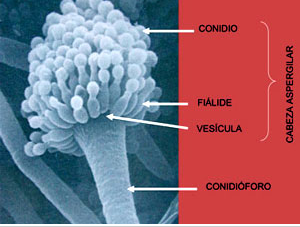 CONIDIO
FIÁLIDE
VESÍCULA
CONIDIÓFORO
CABEZA ASPERGILAR